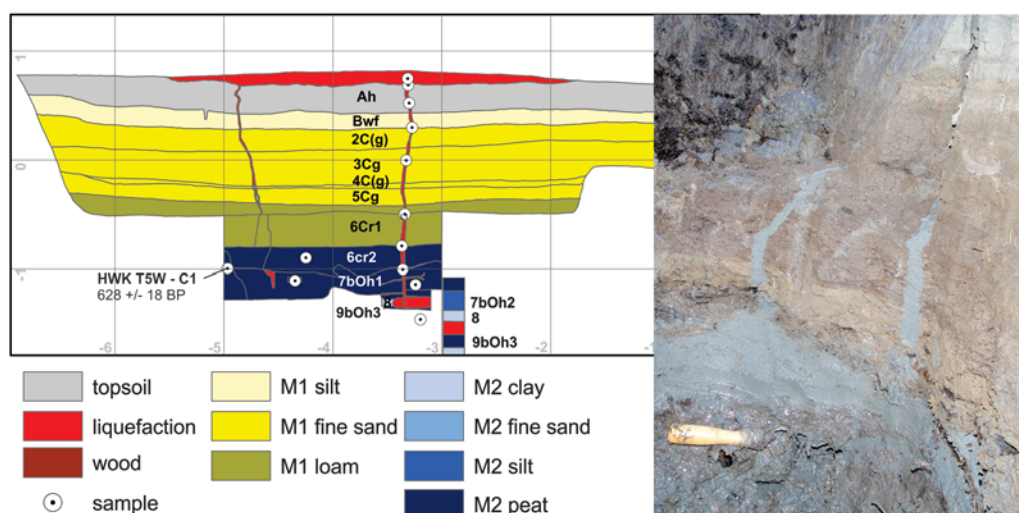 1
0
-1
Ah
Bwf
2C(g)
3Cg
4C(g)
5Cg
6Cr1
6cr2
7bOh1
HWK T5W - C1
628 +/- 18 BP
8
9bOh3
7bOh2
8
9bOh3
-6 -5 -4 -3 -2
topsoil M1 silt M2 clay
liquefaction M1 fine sand M2 fine sand
wood M1 loam M2 silt
sample M2 peat